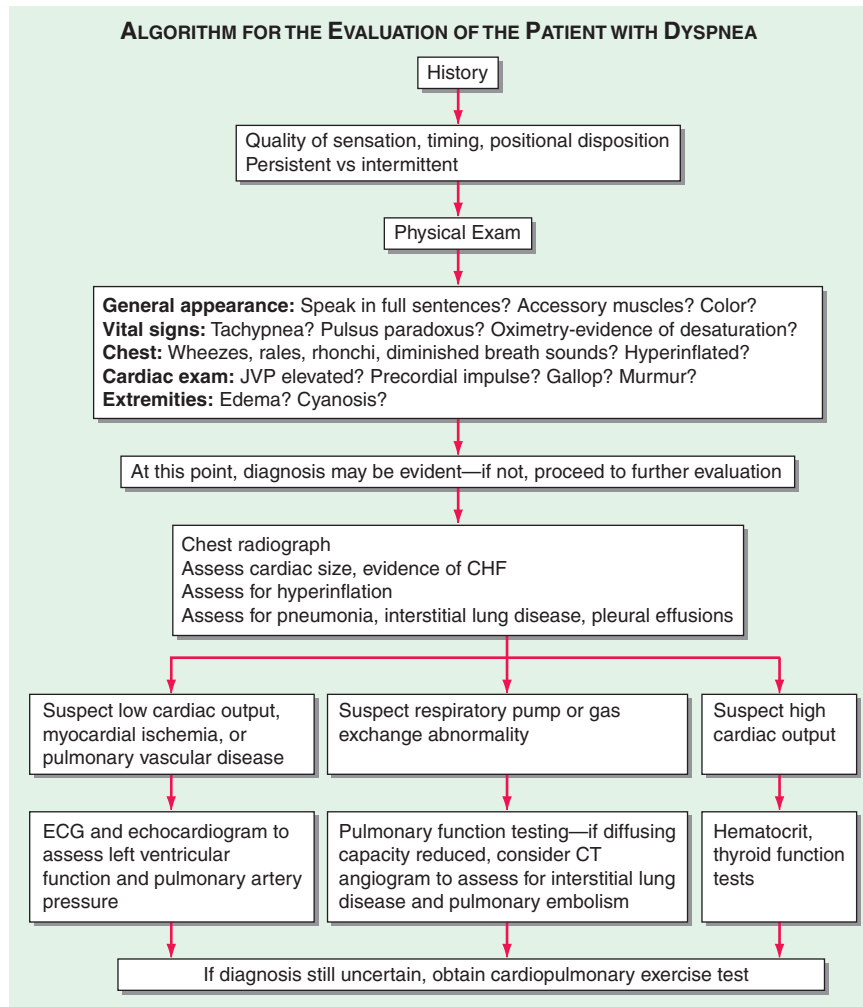 ALGORITHM FOR THE EVALUATION OF THE PATIENT WITH DYSPNEA
History
Quality of sensation, timing, positional disposition
Persistent vs intermittent
Physical Exam
General appearance: Speak in full sentences? Accessory muscles? Color?
Vital signs: Tachypnea? Pulsus paradoxus? Oximetry-evidence of desaturation?
Chest: Wheezes, rales, rhonchi, diminished breath sounds? Hyperinflated?
Cardiac exam: JVP elevated? Precordial impulse? Gallop? Murmur?
Extremities: Edema? Cyanosis?
At this point, diagnosis may be evident—if not, proceed to further evaluation
Chest radiograph
Assess cardiac size, evidence of CHF
Assess for hyperinflation
Assess for pneumonia, interstitial lung disease, pleural effusions
Suspect low cardiac output,
myocardial ischemia, or
pulmonary vascular disease
Suspect respiratory pump or gas
exchange abnormality
Suspect high
cardiac output
ECG and echocardiogram to
assess left ventricular
function and pulmonary artery
pressure
Pulmonary function testing—if diffusing
capacity reduced, consider CT
angiogram to assess for interstitial lung
disease and pulmonary embolism
Hematocrit,
thyroid function
tests
If diagnosis still uncertain, obtain cardiopulmonary exercise test